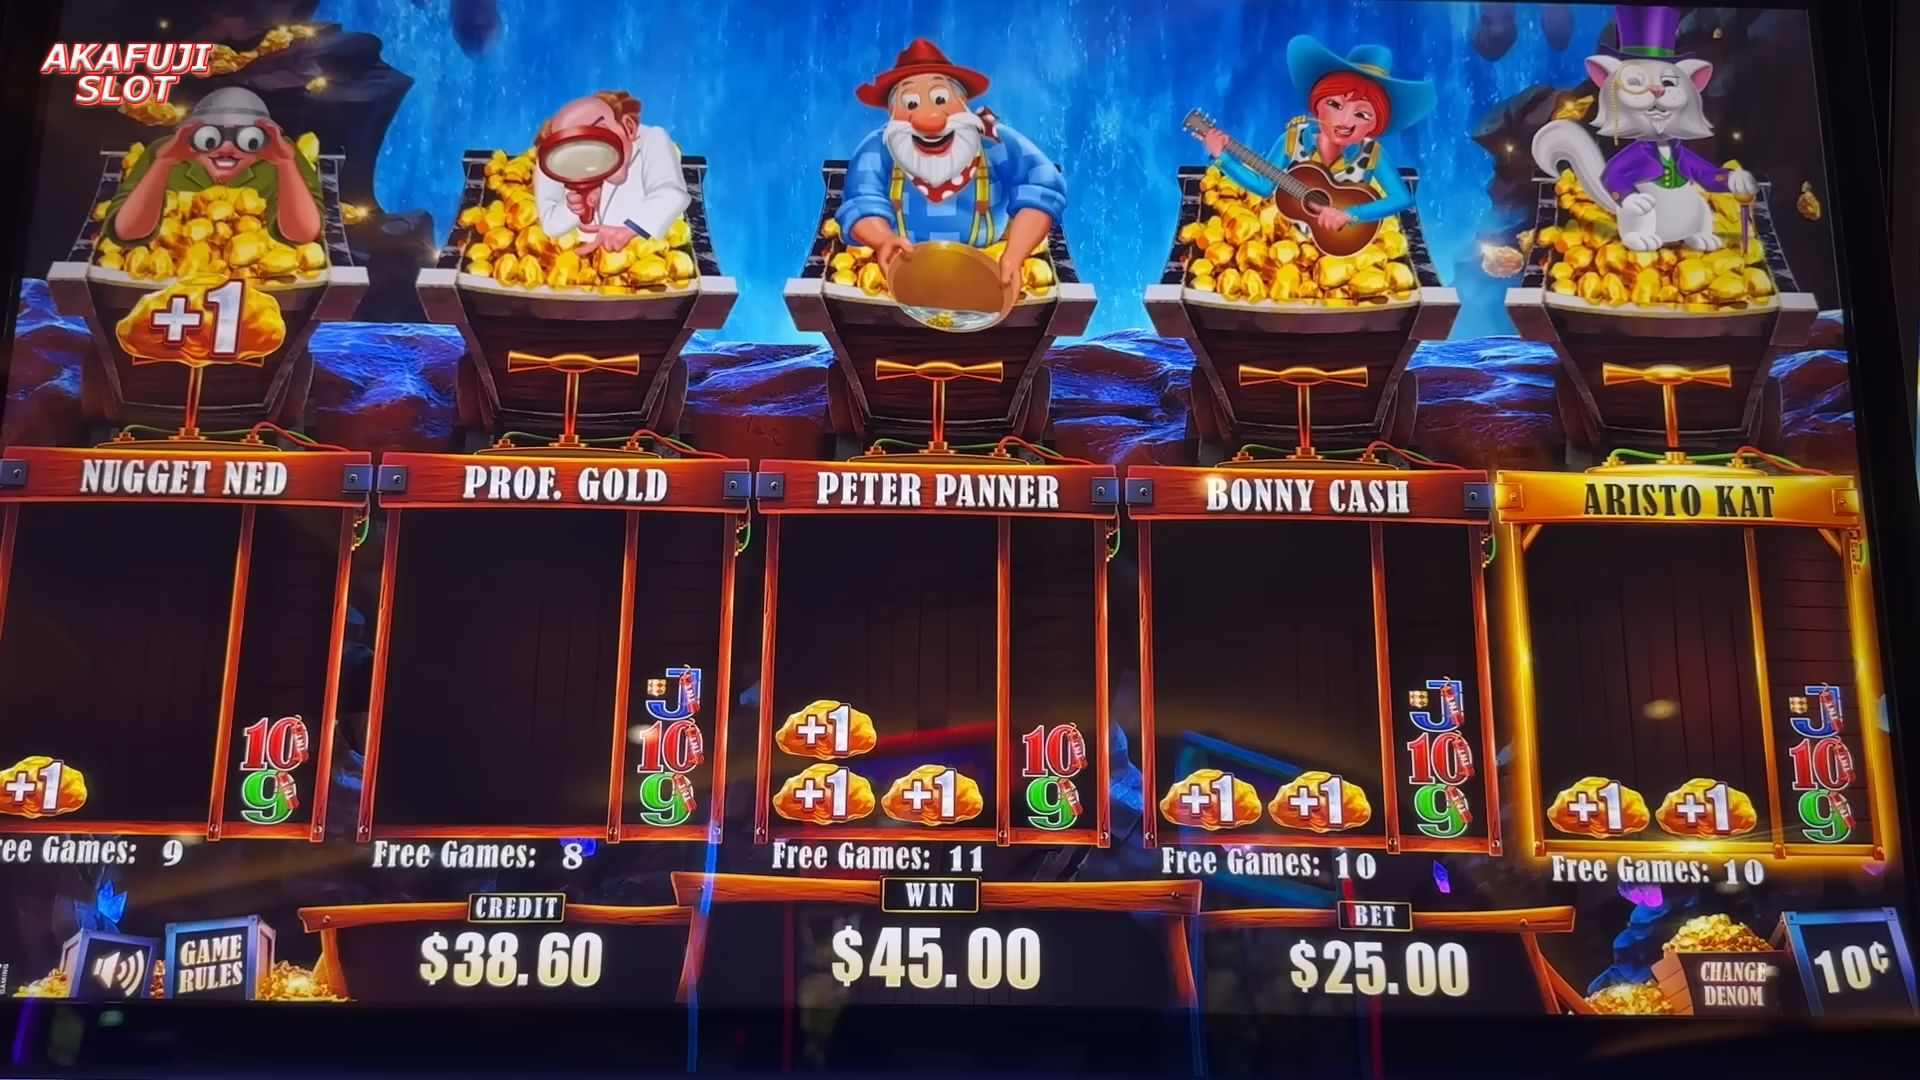 AKAFUJI
SLOT
+1
NUGGET NED
PROF. GOLD
PETER PANNER
BONNY CASH
ARISTO KAT
+1
10
9
J
10
9
+1
+1 +1
10
9
+1 +1
J
10
9
+1 +1
J
10
9
ree Games: 9
Free Games: 8
Free Games: 11
Free Games: 10
Free Games: 10
GAME
RULES
CREDIT
$38.60
WIN
$45.00
BET
$25.00
CHANGE
DENOM
10¢